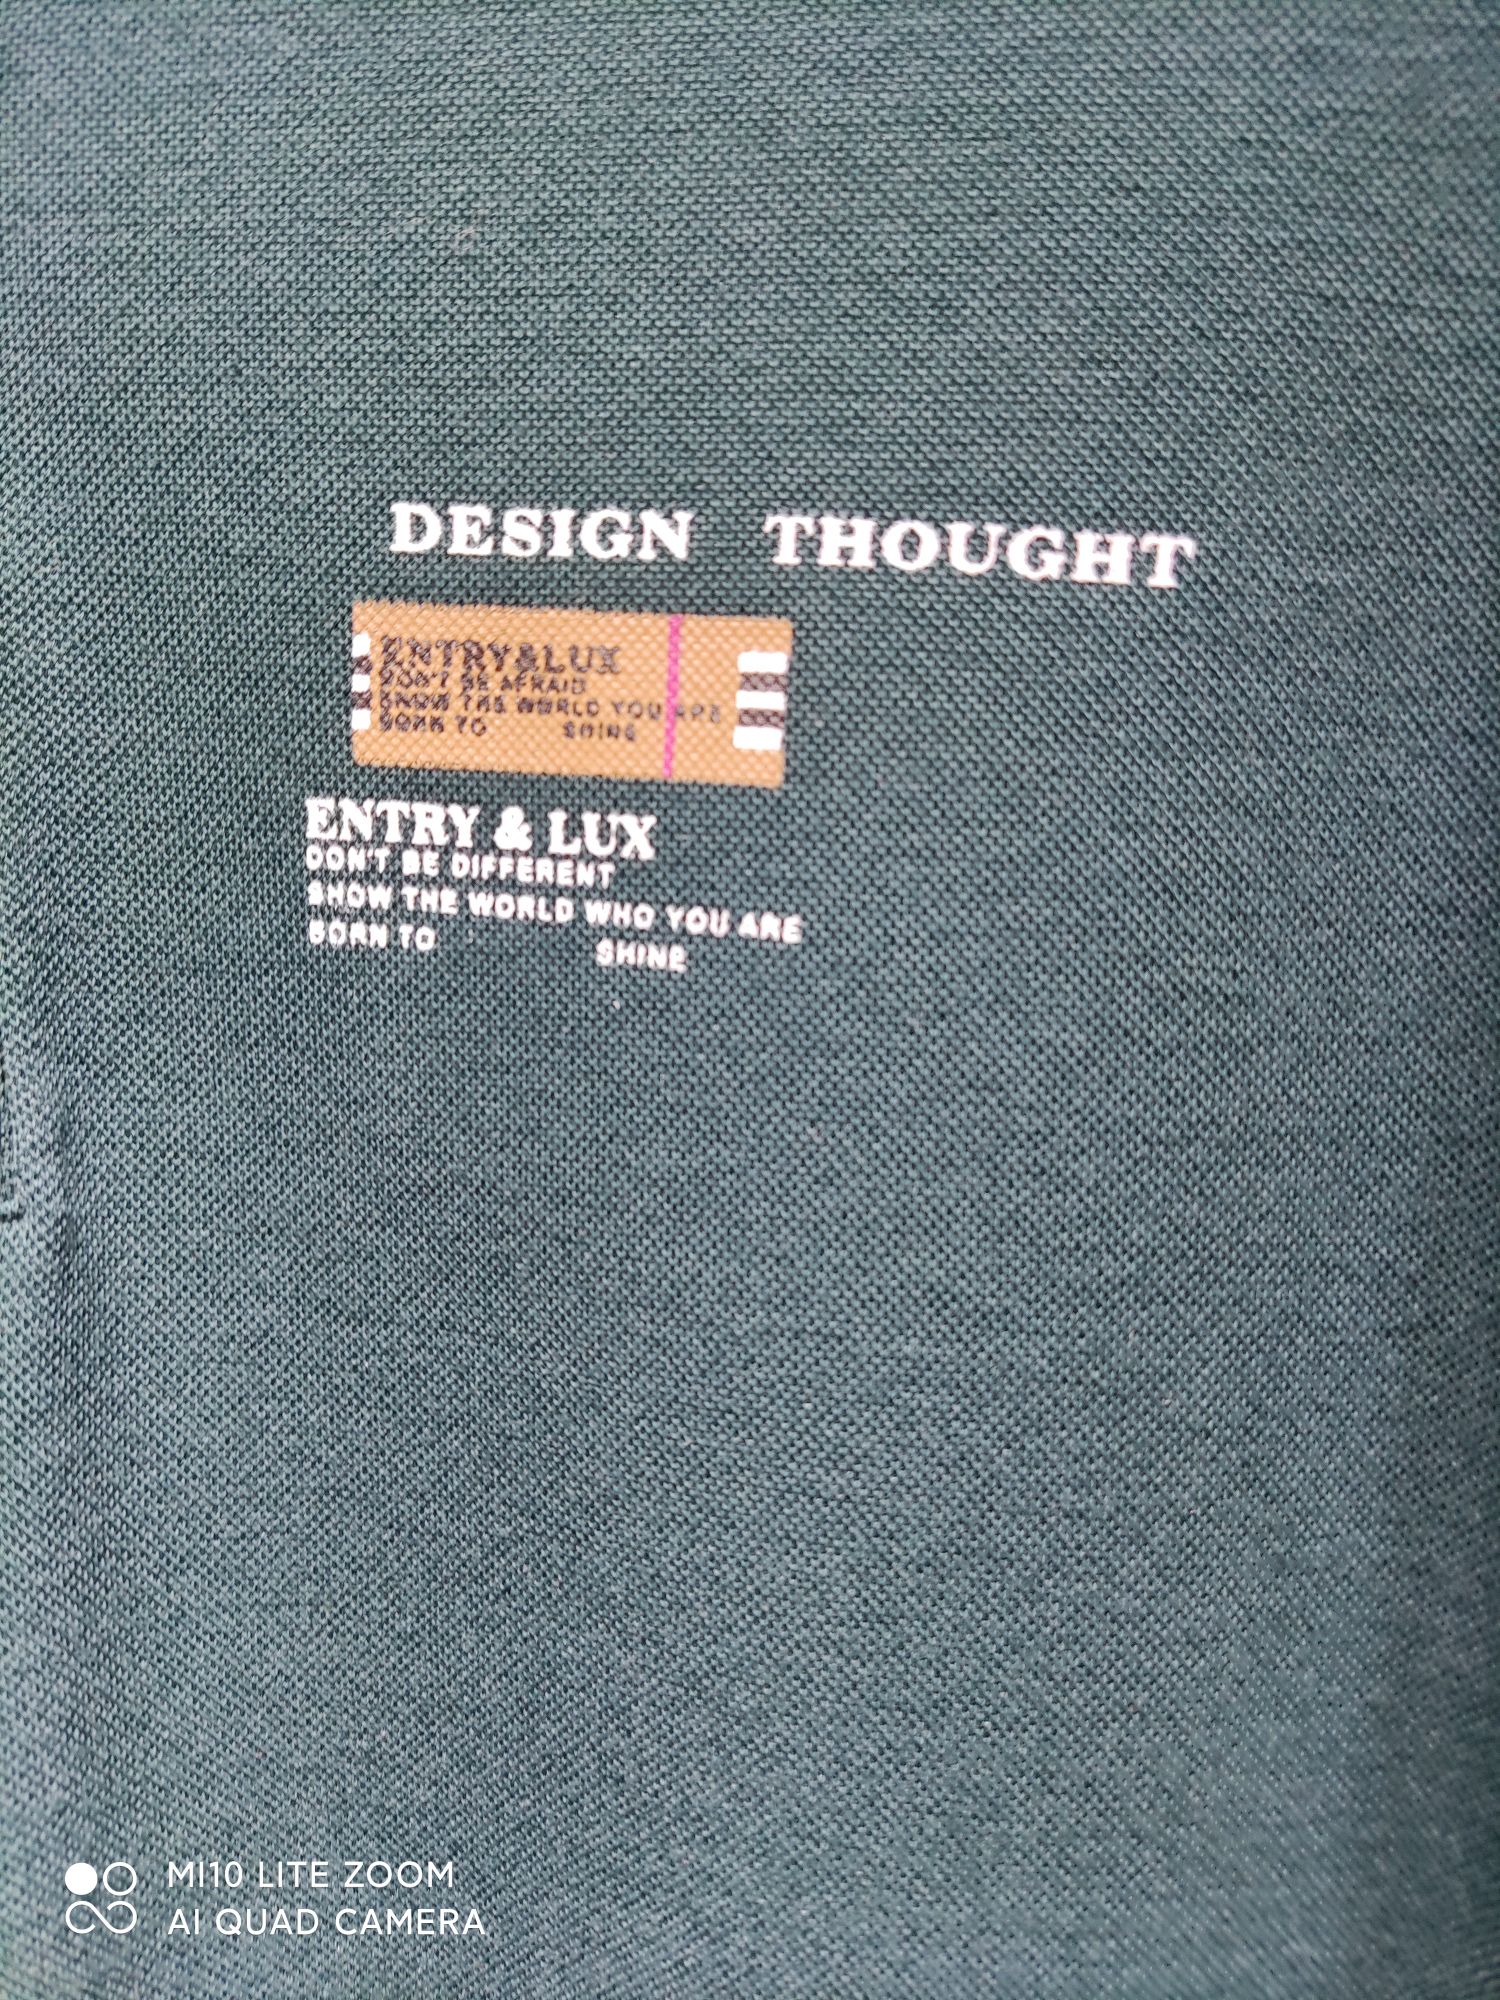 DESIGN THOUGHT
ENTRY&LUX
DON'T BE AFRAID
SHOW THE WORLD YOU ARE
BORN TO SHINE
ENTRY & LUX
DON'T BE DIFFERENT
SHOW THE WORLD WHO YOU ARE
BORN TO SHINE
MI10 LITE ZOOM
AI QUAD CAMERA